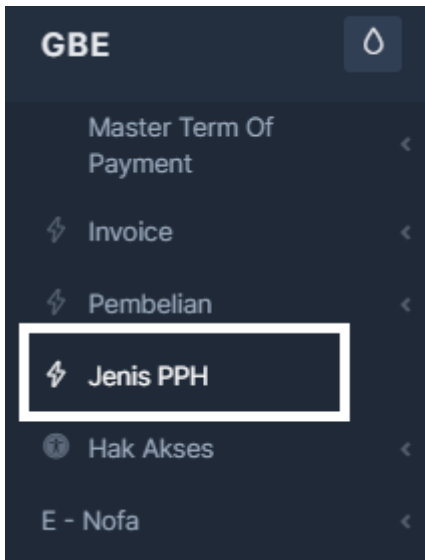 GBE
Master Term Of
Payment
Invoice
Pembelian
Jenis PPH
Hak Akses
E - Nofa